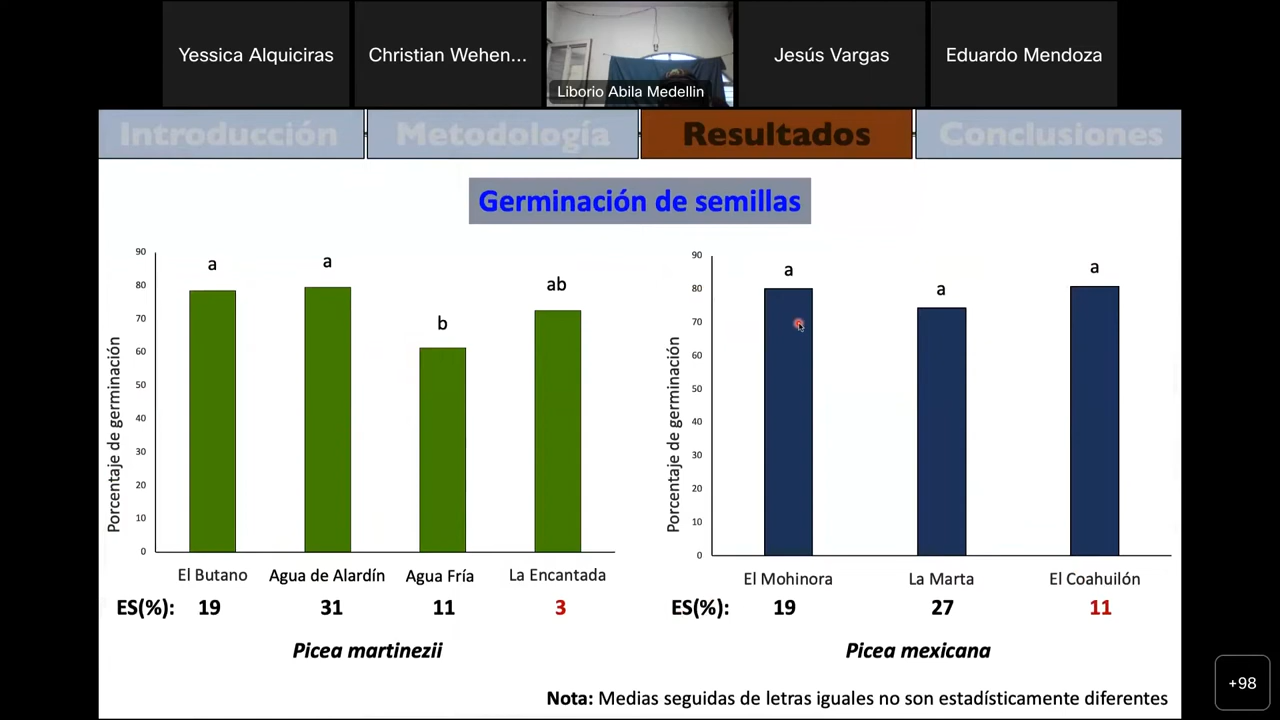 Yessica Alquiciras
Christian Wehen...
Liborio Abila Medellin
Jesús Vargas
Eduardo Mendoza
Introducción
Metodología
Resultados
Conclusiones
Germinación de semillas
Porcentaje de germinación
90
80
70
60
50
40
30
20
10
0
a
a
b
ab
El Butano
Agua de Alardín
Agua Fría
La Encantada
ES(%): 19 31 11 3
Picea martinezii
Porcentaje de germinación
90
80
70
60
50
40
30
20
10
0
a
a
a
El Mohinora
La Marta
El Coahuilón
ES(%): 19 27 11
Picea mexicana
Nota: Medias seguidas de letras iguales no son estadísticamente diferentes
+98